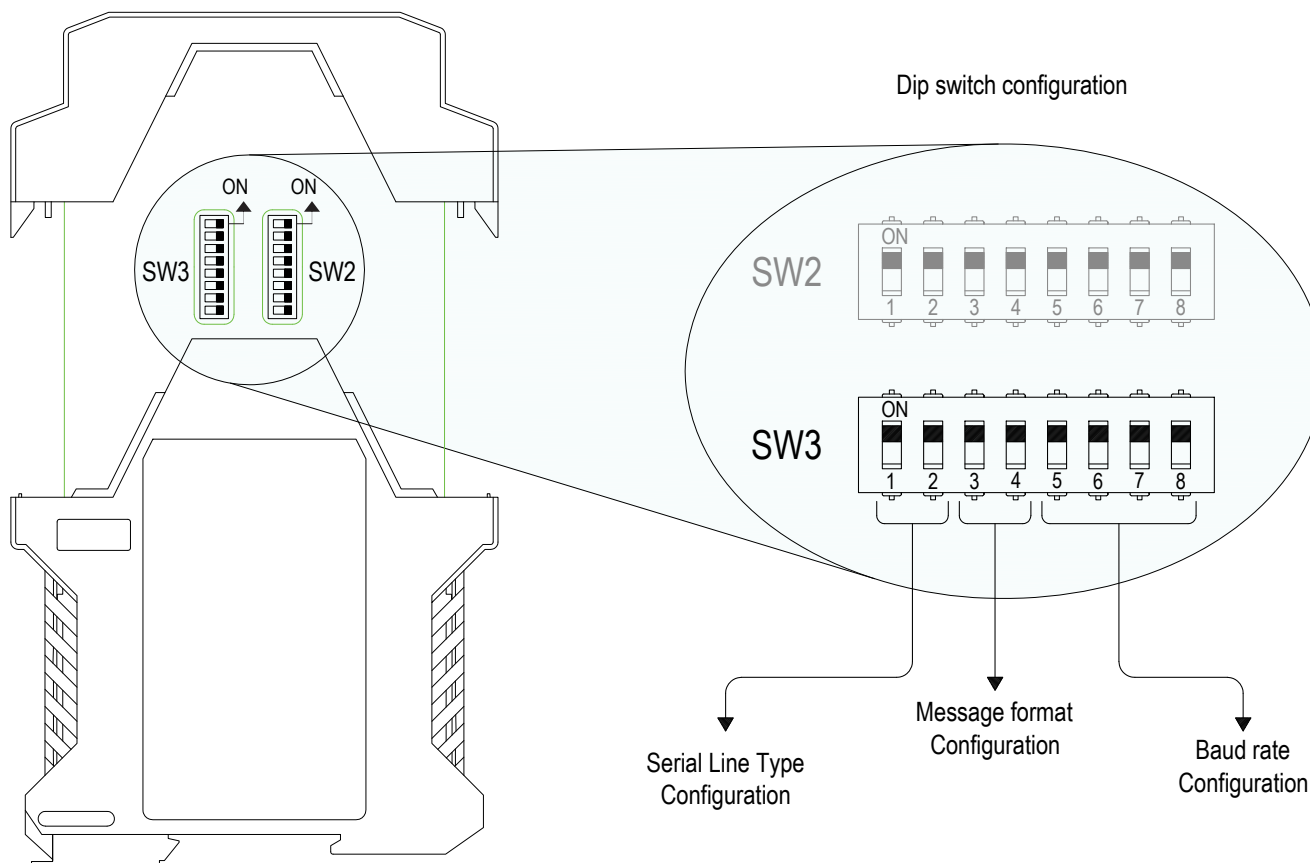 Dip switch configuration
ON ON
SW3 SW2
SW2
ON
1 2 3 4 5 6 7 8
SW3
ON
1 2 3 4 5 6 7 8
Serial Line Type
Configuration
Message format
Configuration
Baud rate
Configuration